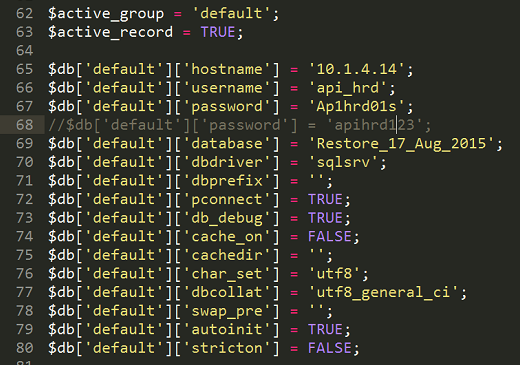 62 $active_group = 'default';
63 $active_record = TRUE;
64
65 $db['default']['hostname'] = '10.1.4.14';
66 $db['default']['username'] = 'api_hrd';
67 $db['default']['password'] = 'Ap1hrd01s';
68 //$db['default']['password'] = 'apihrd123';
69 $db['default']['database'] = 'Restore_17_Aug_2015';
70 $db['default']['dbdriver'] = 'sqlsrv';
71 $db['default']['dbprefix'] = '';
72 $db['default']['pconnect'] = TRUE;
73 $db['default']['db_debug'] = TRUE;
74 $db['default']['cache_on'] = FALSE;
75 $db['default']['cachedir'] = '';
76 $db['default']['char_set'] = 'utf8';
77 $db['default']['dbcollat'] = 'utf8_general_ci';
78 $db['default']['swap_pre'] = '';
79 $db['default']['autoinit'] = TRUE;
80 $db['default']['stricton'] = FALSE;